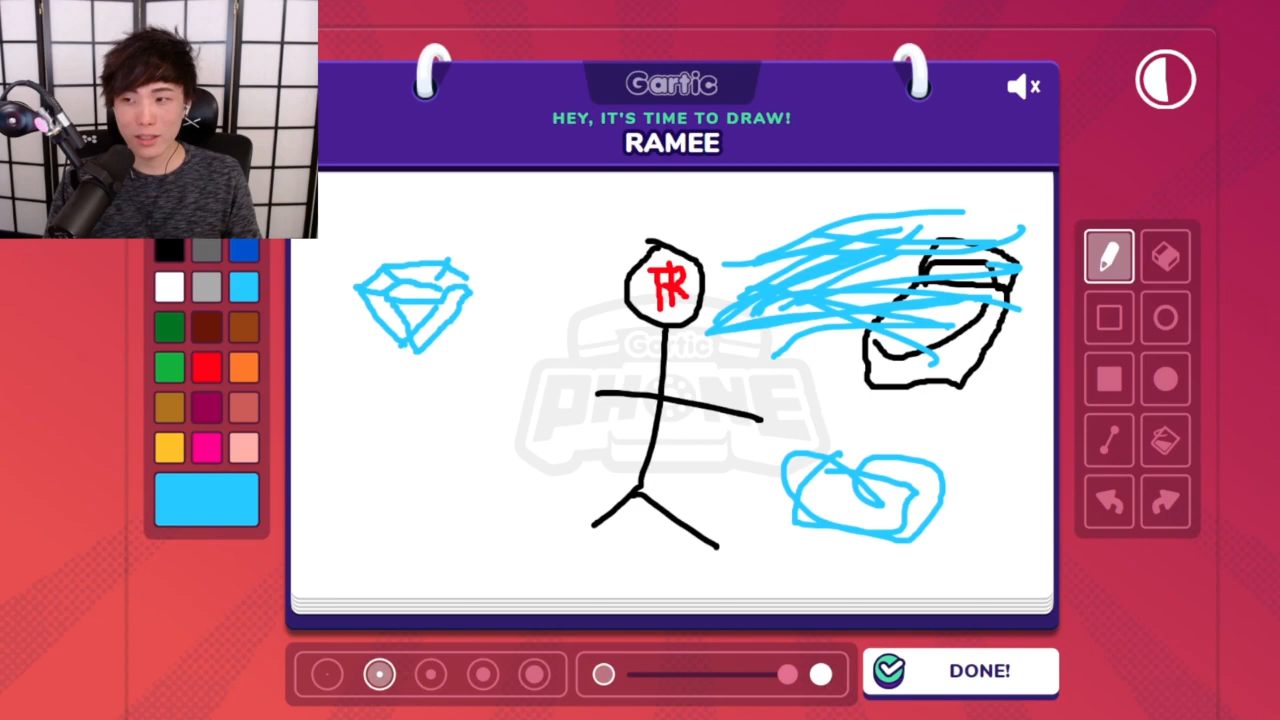 Gartic
HEY, IT'S TIME TO DRAW!
RAMEE
TR
Gartic
PHONE
DONE!